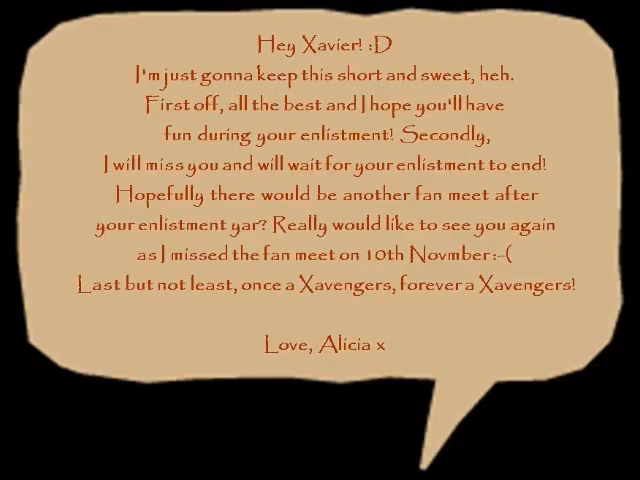 Hey Xavier! :D
I'm just gonna keep this short and sweet, heh.
First off, all the best and I hope you'll have
fun during your enlistment! Secondly,
I will miss you and will wait for your enlistment to end!
Hopefully there would be another fan meet after
your enlistment yar? Really would like to see you again
as I missed the fan meet on 10th Novmber :-(
Last but not least, once a Xavengers, forever a Xavengers!
Love, Alicia x